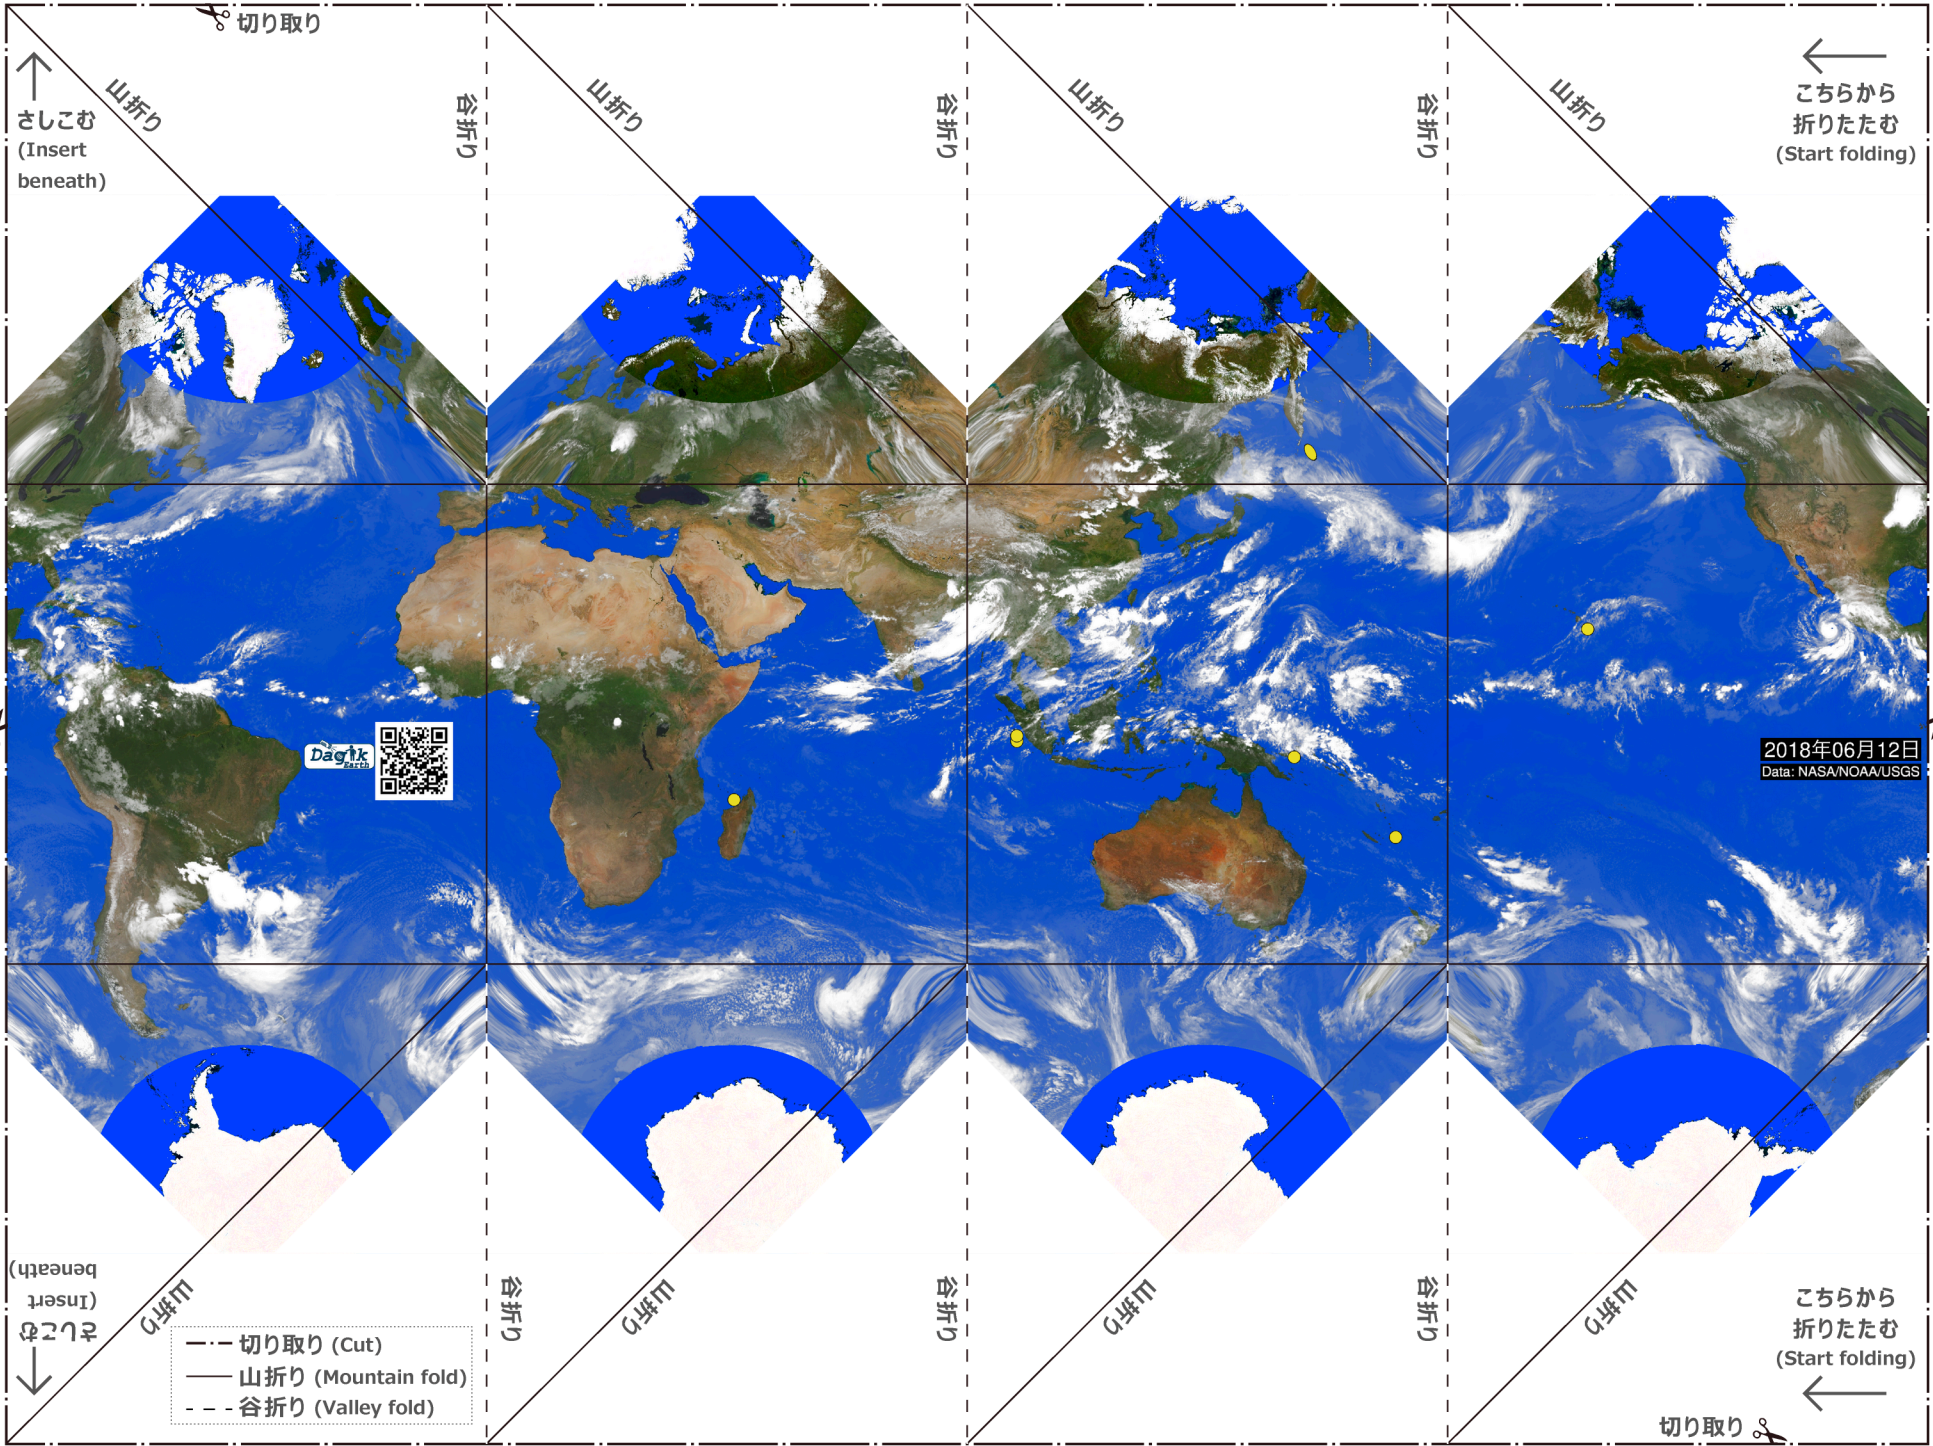 切り取り
山折り
谷折り
山折り
谷折り
山折り
谷折り
山折り
こちらから
折りたたむ
(Start folding)
さしこむ
(Insert
beneath)
Dagik
Earth
2018年06月12日
Data: NASA/NOAA/USGS
さしこむ
(Insert
beneath)
山折り
谷折り
山折り
谷折り
山折り
谷折り
山折り
こちらから
折りたたむ
(Start folding)
切り取り (Cut)
山折り (Mountain fold)
谷折り (Valley fold)
切り取り